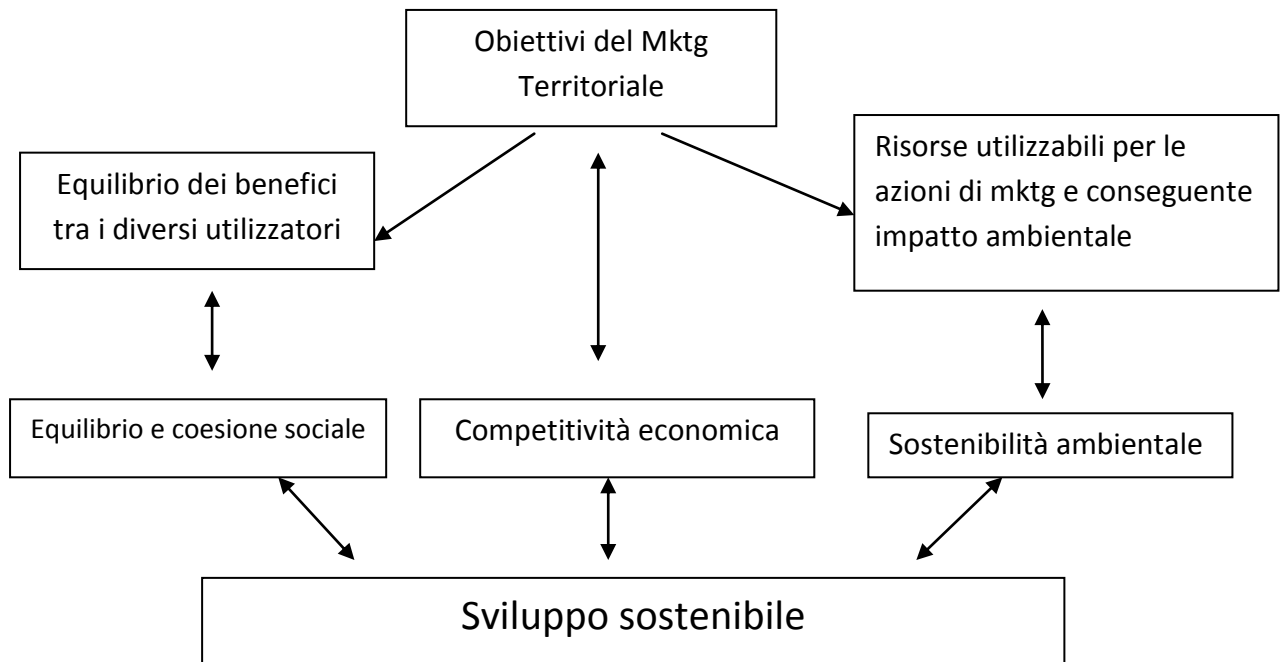 Obiettivi del Mktg
Territoriale
Equilibrio dei benefici
tra i diversi utilizzatori
Risorse utilizzabili per le
azioni di mktg e conseguente
impatto ambientale
Equilibrio e coesione sociale
Competitività economica
Sostenibilità ambientale
Sviluppo sostenibile